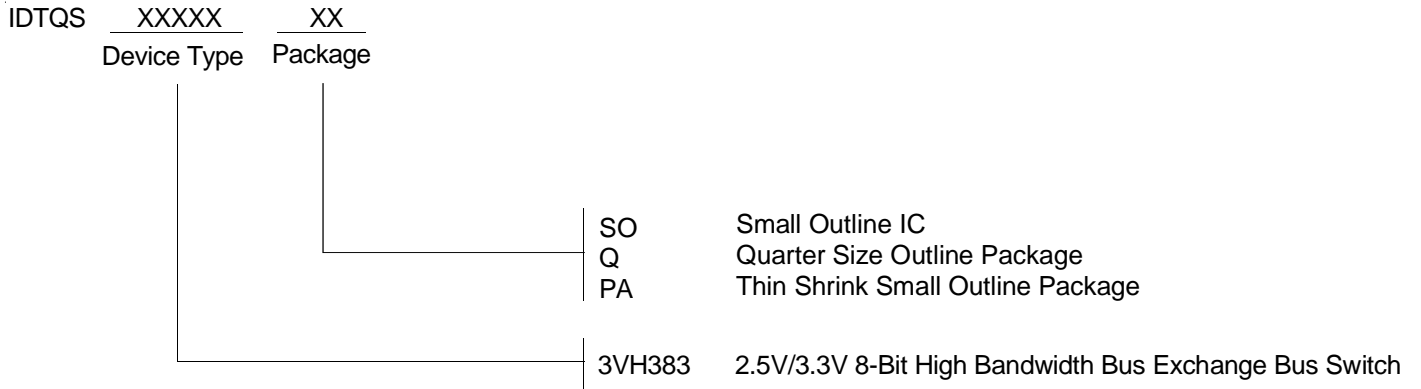 IDTQS XXXXX XX
Device Type Package
SO Small Outline IC
Q Quarter Size Outline Package
PA Thin Shrink Small Outline Package
3VH383 2.5V/3.3V 8-Bit High Bandwidth Bus Exchange Bus Switch